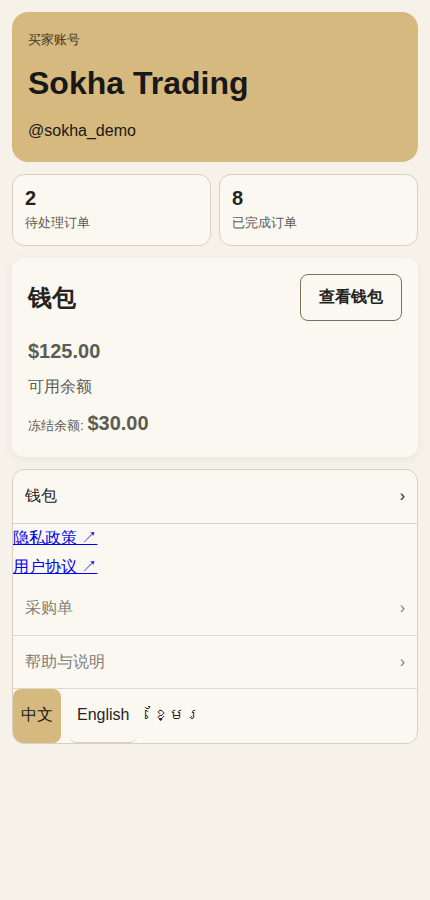 买家账号
Sokha Trading
@sokha_demo
2
待处理订单
8
已完成订单
钱包
查看钱包
$125.00
可用余额
冻结余额: $30.00
钱包 ›
隐私政策 ↗
用户协议 ↗
采购单 ›
帮助与说明 ›
中文 English ខ្មែរ